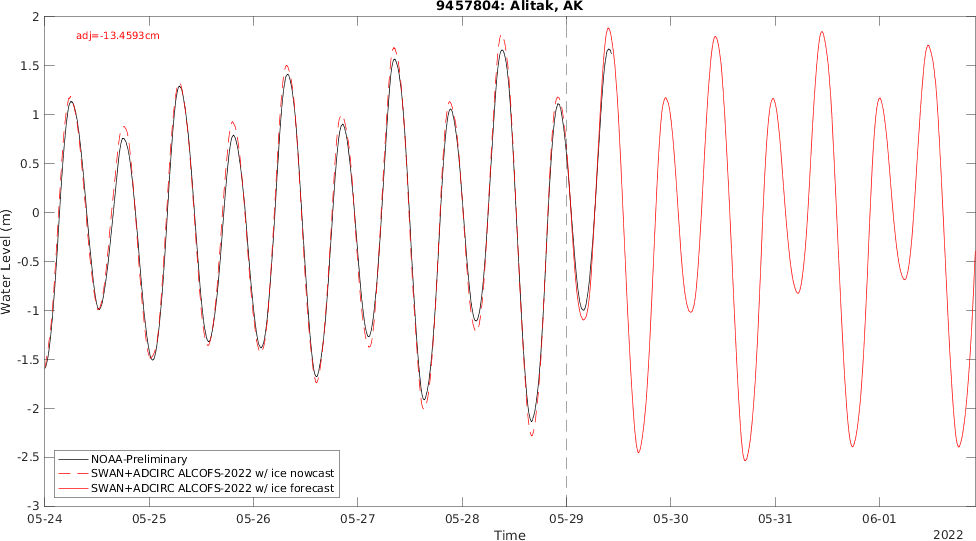 9457804: Alitak, AK
adj=-13.4593cm
2
1.5
1
0.5
0
-0.5
-1
-1.5
-2
-2.5
-3
Water Level (m)
NOAA-Preliminary
SWAN+ADCIRC ALCOFS-2022 w/ ice nowcast
SWAN+ADCIRC ALCOFS-2022 w/ ice forecast
05-24 05-25 05-26 05-27 05-28 05-29 05-30 05-31 06-01
Time
2022